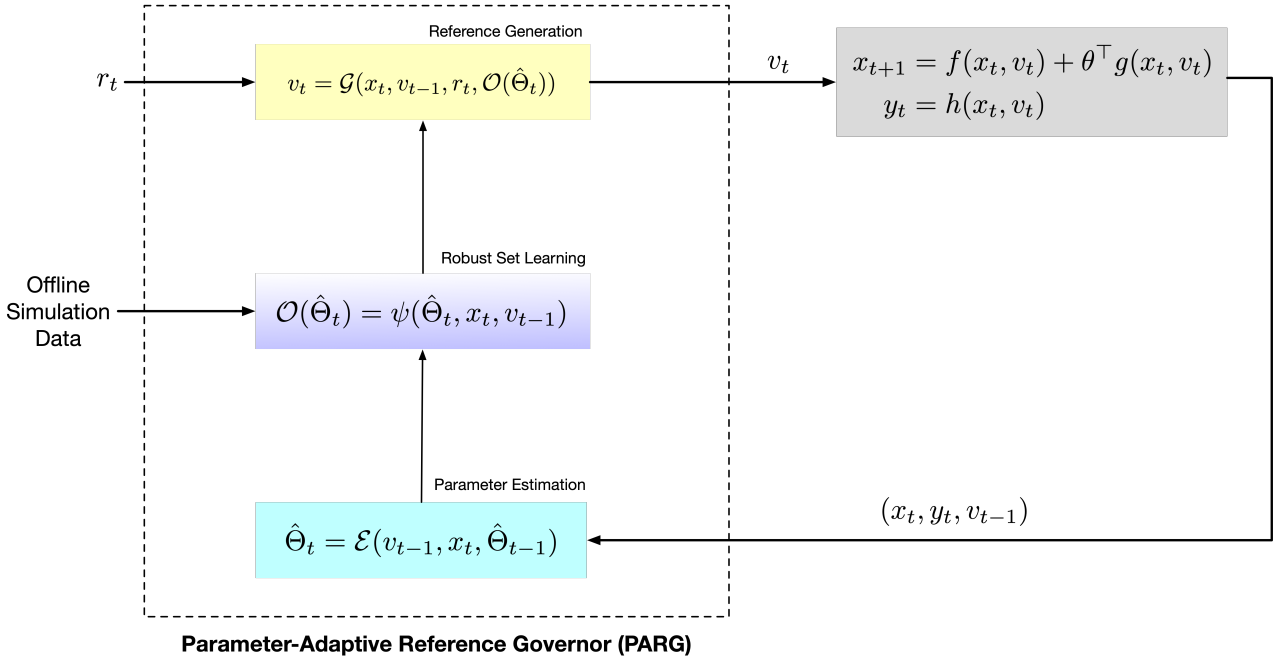 Reference Generation
r_t
v_t = 𝒢(x_t, v_{t−1}, r_t, 𝒪(Θ̂_t))
v_t
x_{t+1} = f(x_t, v_t) + θ^⊤ g(x_t, v_t)
y_t = h(x_t, v_t)
Robust Set Learning
Offline
Simulation
Data
𝒪(Θ̂_t) = ψ(Θ̂_t, x_t, v_{t−1})
Parameter Estimation
Θ̂_t = ℰ(v_{t−1}, x_t, Θ̂_{t−1})
(x_t, y_t, v_{t−1})
Parameter-Adaptive Reference Governor (PARG)